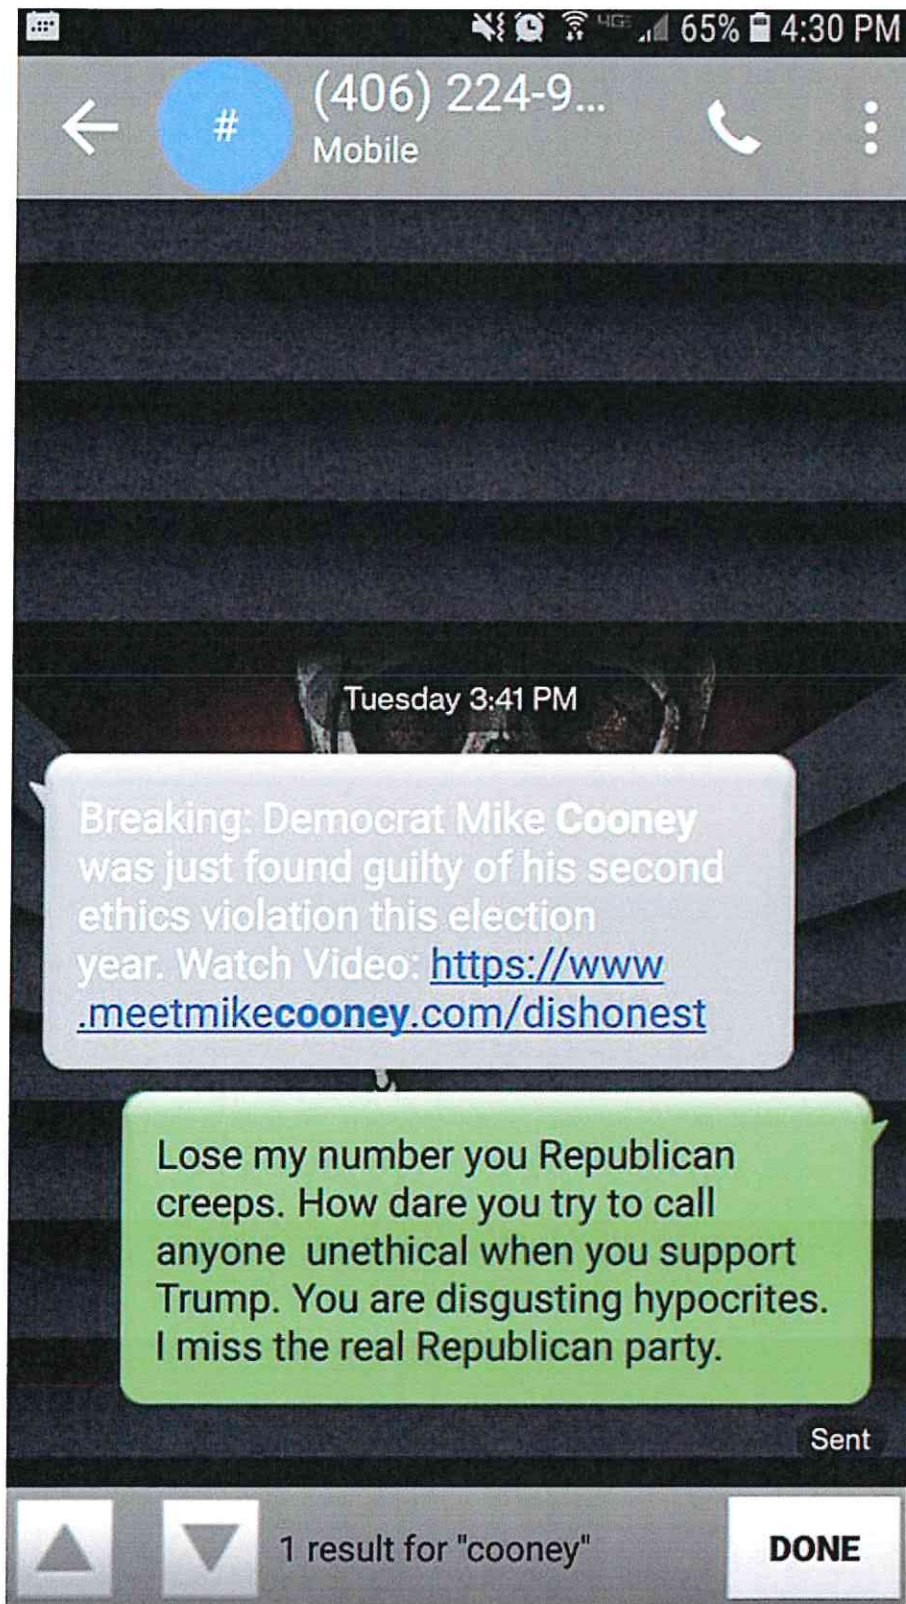 4GE 65% 4:30 PM
# (406) 224-9...
Mobile
Tuesday 3:41 PM
Breaking: Democrat Mike Cooney
was just found guilty of his second
ethics violation this election
year. Watch Video: https://www
.meetmikecooney.com/dishonest
Lose my number you Republican
creeps. How dare you try to call
anyone  unethical when you support
Trump. You are disgusting hypocrites.
I miss the real Republican party.
Sent
1 result for "cooney" DONE